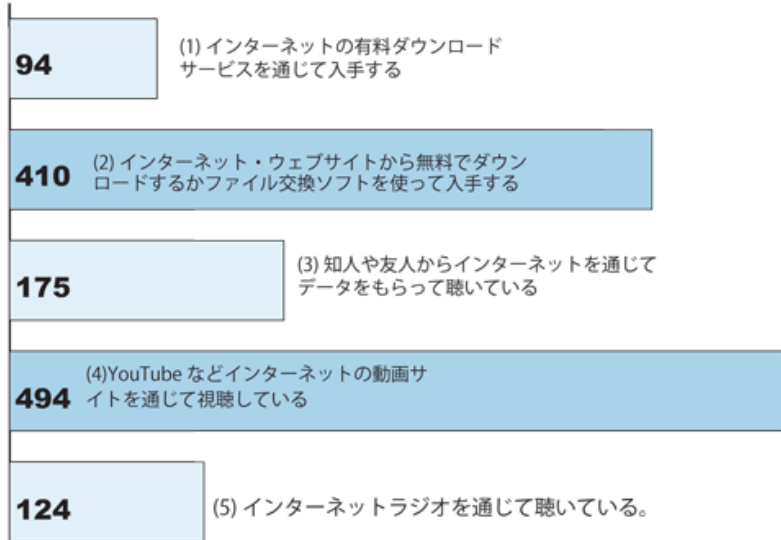 94
(1) インターネットの有料ダウンロード
サービスを通じて入手する
410
(2) インターネット・ウェブサイトから無料でダウン
ロードするかファイル交換ソフトを使って入手する
175
(3) 知人や友人からインターネットを通じて
データをもらって聴いている
494
(4)YouTube などインターネットの動画サ
イトを通じて視聴している
124
(5) インターネットラジオを通じて聴いている。